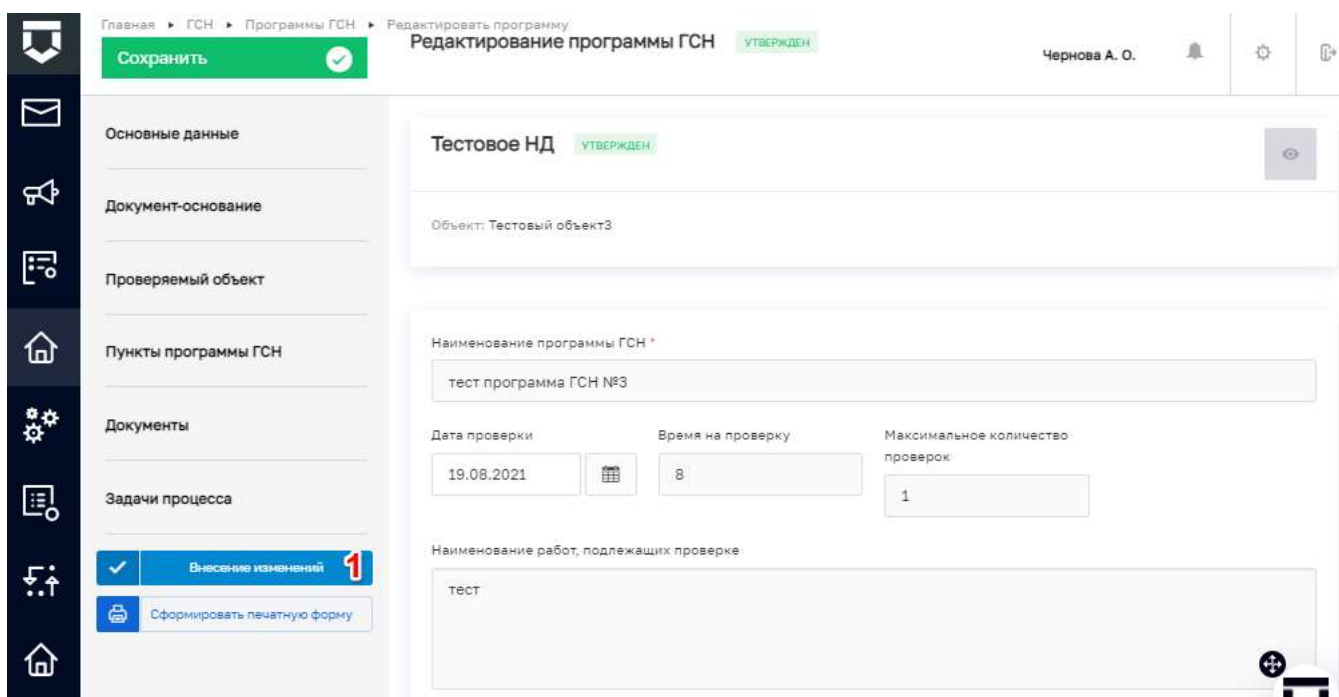 Главная ▸ ГСН ▸ Программы ГСН ▸ Редактировать программу
Сохранить
Редактирование программы ГСН УТВЕРЖДЕН
Чернова А. О.
Основные данные
Документ-основание
Проверяемый объект
Пункты программы ГСН
Документы
Задачи процесса
Внесение изменений 1
Сформировать печатную форму
Тестовое НД УТВЕРЖДЕН
Объект: Тестовый объект3
Наименование программы ГСН *
тест программа ГСН №3
Дата проверки
19.08.2021
Время на проверку
8
Максимальное количество
проверок
1
Наименование работ, подлежащих проверке
тест